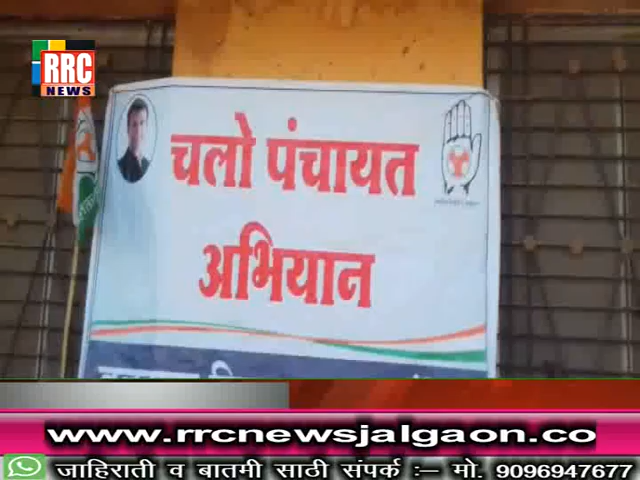 RRC
NEWS
चलो पंचायत
अभियान
www.rrcnewsjalgaon.co
जाहिराती व बातमी साठी संपर्क :– मो. 9096947677